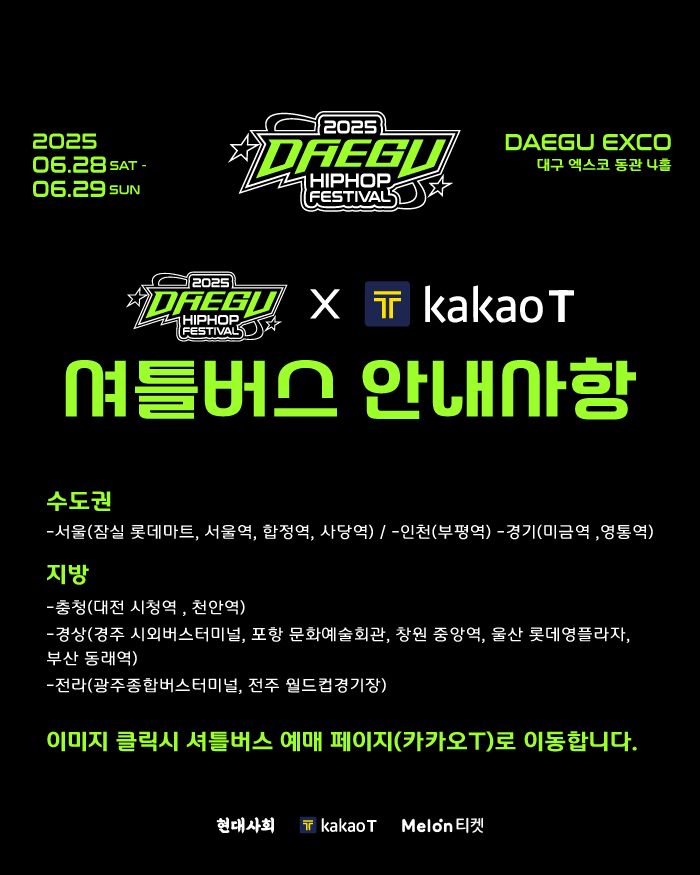 2025
06.28 SAT -
06.29 SUN
2025
DAEGU
HIPHOP
FESTIVAL
DAEGU EXCO
대구 엑스코 동관 4홀
2025
DAEGU
HIPHOP
FESTIVAL
X
T kakao T
셔틀버스 안내사항
수도권
-서울(잠실 롯데마트, 서울역, 합정역, 사당역) / -인천(부평역) -경기(미금역 ,영통역)
지방
-충청(대전 시청역 , 천안역)
-경상(경주 시외버스터미널, 포항 문화예술회관, 창원 중앙역, 울산 롯데영플라자,
부산 동래역)
-전라(광주종합버스터미널, 전주 월드컵경기장)
이미지 클릭시 셔틀버스 예매 페이지(카카오T)로 이동합니다.
현대사회
T kakao T
Melon 티켓